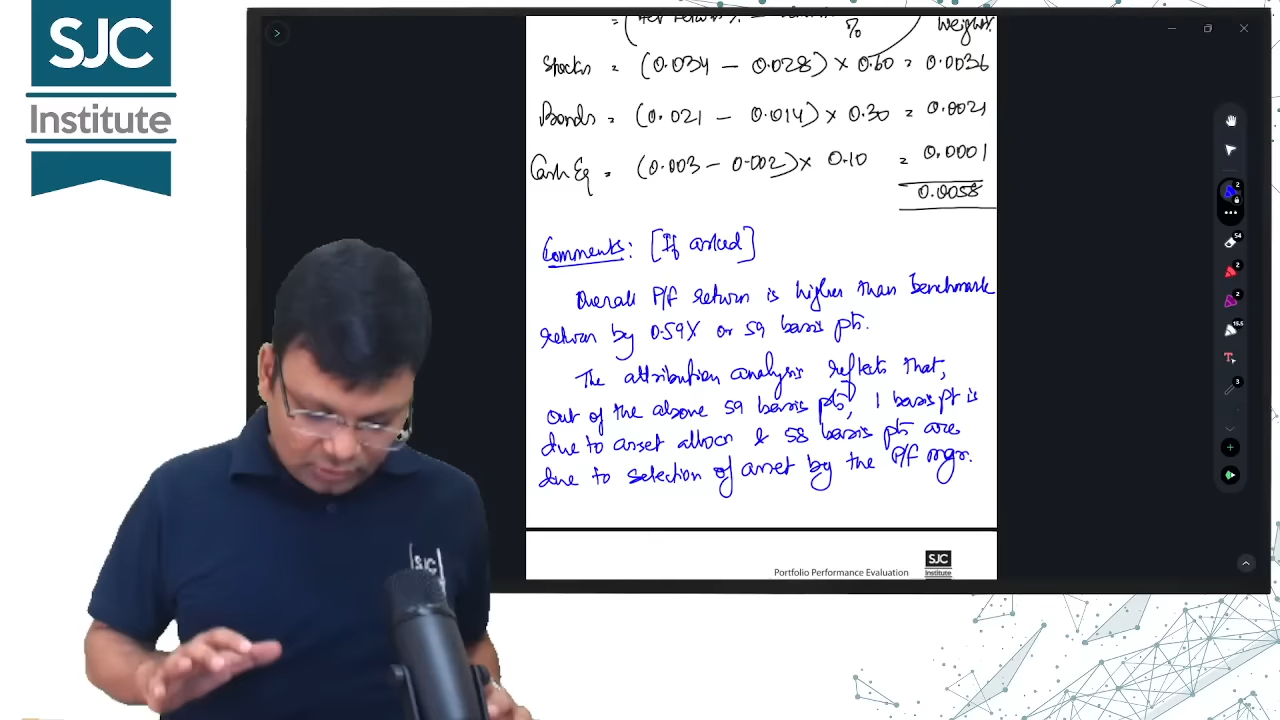 SJC
Institute
%
weights
Stocks = (0.034 - 0.028) × 0.60 = 0.0036
Bonds = (0.021 - 0.014) × 0.30 = 0.0021
Cash Eq = (0.003 - 0.002) × 0.10 = 0.0001
0.0058
Comments: [If asked]
Overall P/f return is higher than benchmark
return by 0.59% or 59 basis pts.
The attribution analysis reflects that,
out of the above 59 basis pts, 1 basis pt is
due to asset allocn & 58 basis pts are
due to selection of asset by the P/f mgr.
SJC
Institute
Portfolio Performance Evaluation
SJC